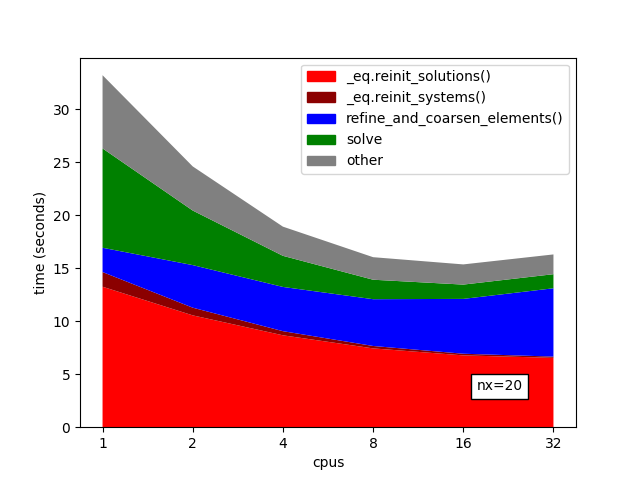 _eq.reinit_solutions()
_eq.reinit_systems()
refine_and_coarsen_elements()
solve
other
time (seconds)
30
25
20
15
10
5
0
nx=20
1 2 4 8 16 32
cpus